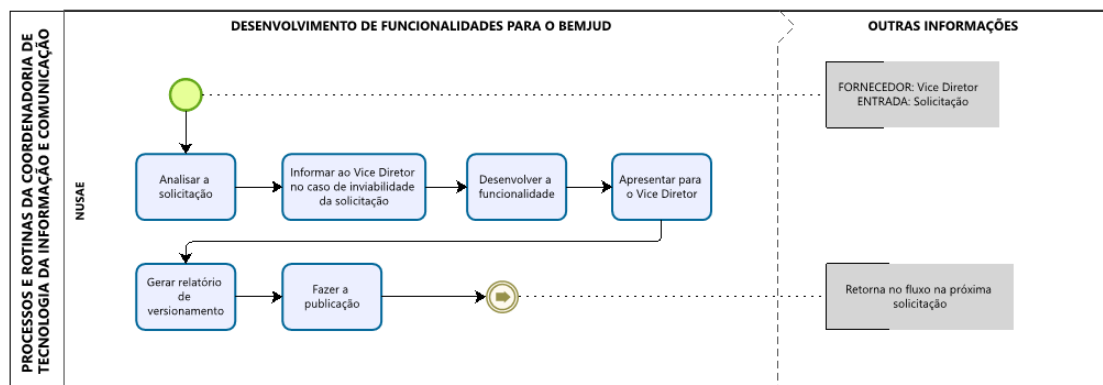 PROCESSOS E ROTINAS DA COORDENADORIA DE
TECNOLOGIA DA INFORMAÇÃO E COMUNICAÇÃO
NUSAE
DESENVOLVIMENTO DE FUNCIONALIDADES PARA O BEMJUD
OUTRAS INFORMAÇÕES
FORNECEDOR: Vice Diretor
ENTRADA: Solicitação
Analisar a
solicitação
Informar ao Vice Diretor
no caso de inviabilidade
da solicitação
Desenvolver a
funcionalidade
Apresentar para
o Vice Diretor
Gerar relatório
de
versionamento
Fazer a
publicação
Retorna no fluxo na próxima
solicitação